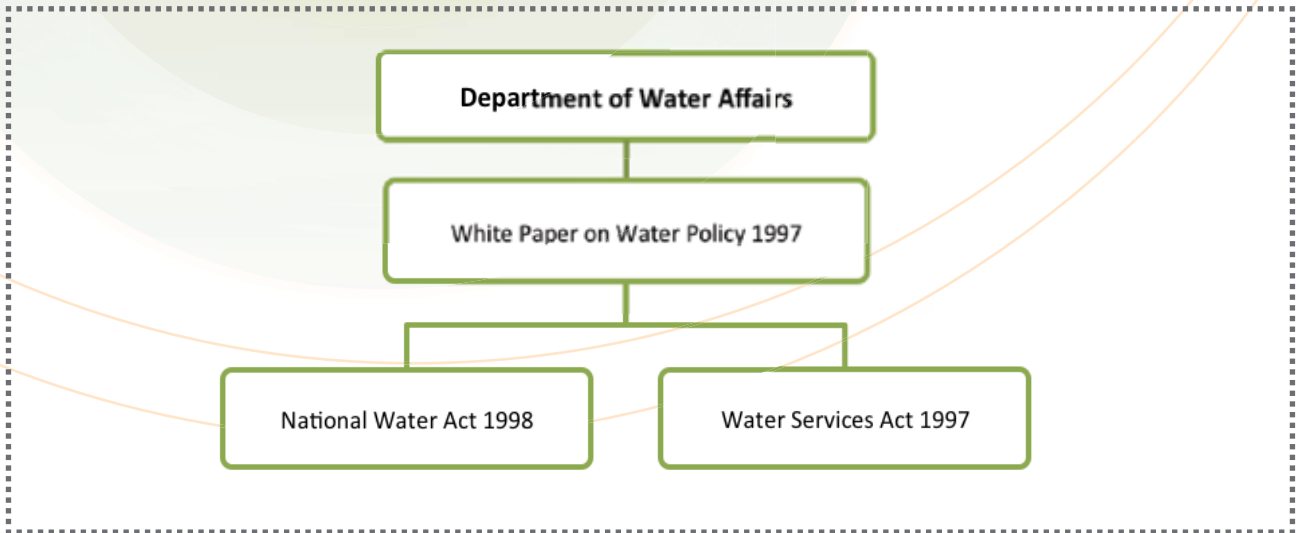 Department of Water Affairs
White Paper on Water Policy 1997
National Water Act 1998
Water Services Act 1997